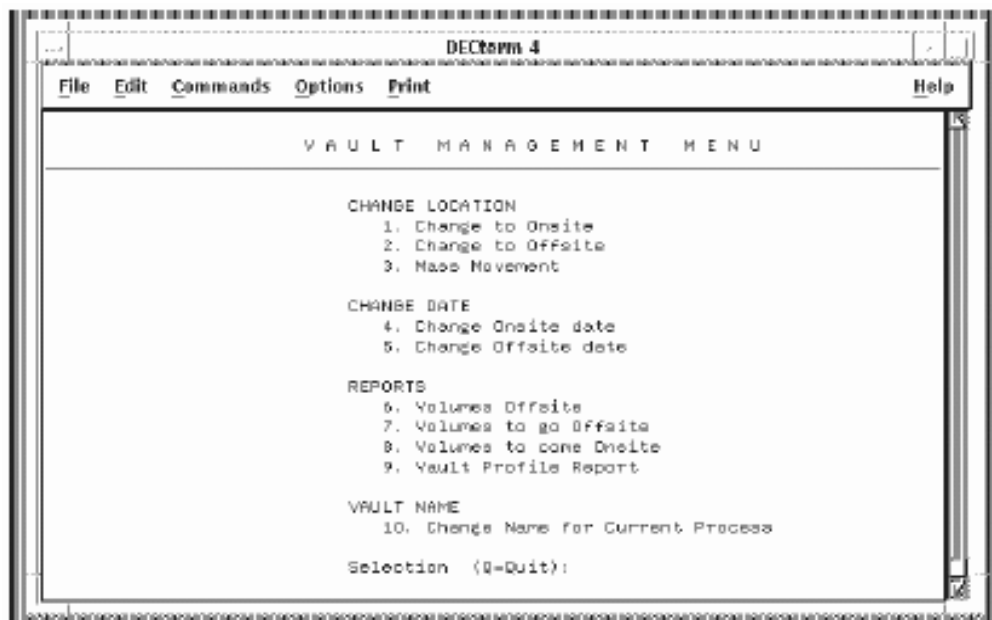 DECterm 4
File Edit Commands Options Print Help
VAULT MANAGEMENT MENU
CHANGE LOCATION
1. Change to Onsite
2. Change to Offsite
3. Mass Movement
CHANGE DATE
4. Change Onsite date
5. Change Offsite date
REPORTS
6. Volumes Offsite
7. Volumes to go Offsite
8. Volumes to come Onsite
9. Vault Profile Report
VAULT NAME
10. Change Name for Current Process
Selection (Q=Quit):